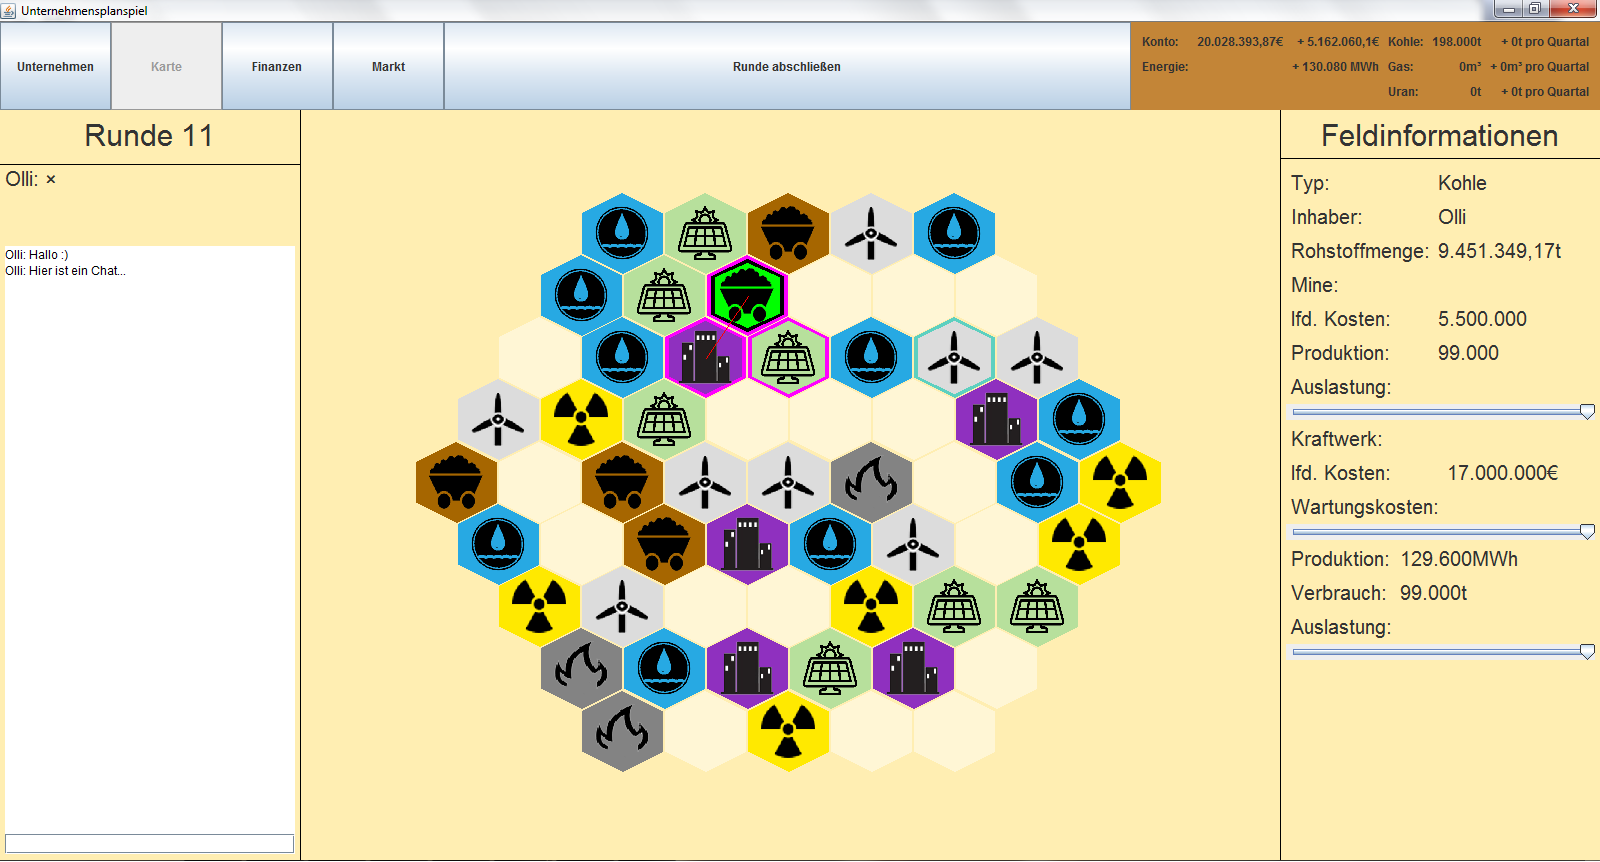 Unternehmensplanspiel
Unternehmen
Karte
Finanzen
Markt
Runde abschließen
Konto: 20.028.393,87€ + 5.162.060,1€ Kohle: 198.000t + 0t pro Quartal
Energie: + 130.080 MWh Gas: 0m³ + 0m³ pro Quartal
Uran: 0t + 0t pro Quartal
Runde 11
Olli: ×
Olli: Hallo :)
Olli: Hier ist ein Chat...
Feldinformationen
Typ: Kohle
Inhaber: Olli
Rohstoffmenge: 9.451.349,17t
Mine:
lfd. Kosten: 5.500.000
Produktion: 99.000
Auslastung:
Kraftwerk:
lfd. Kosten: 17.000.000€
Wartungskosten:
Produktion: 129.600MWh
Verbrauch: 99.000t
Auslastung: